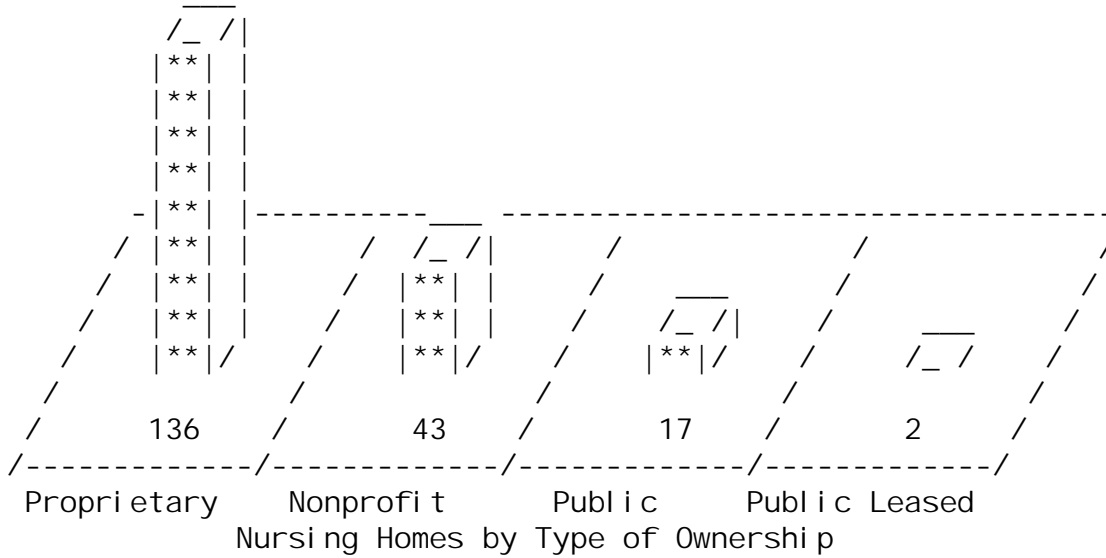 136 43 17 2
Proprietary Nonprofit Public Public Leased
Nursing Homes by Type of Ownership